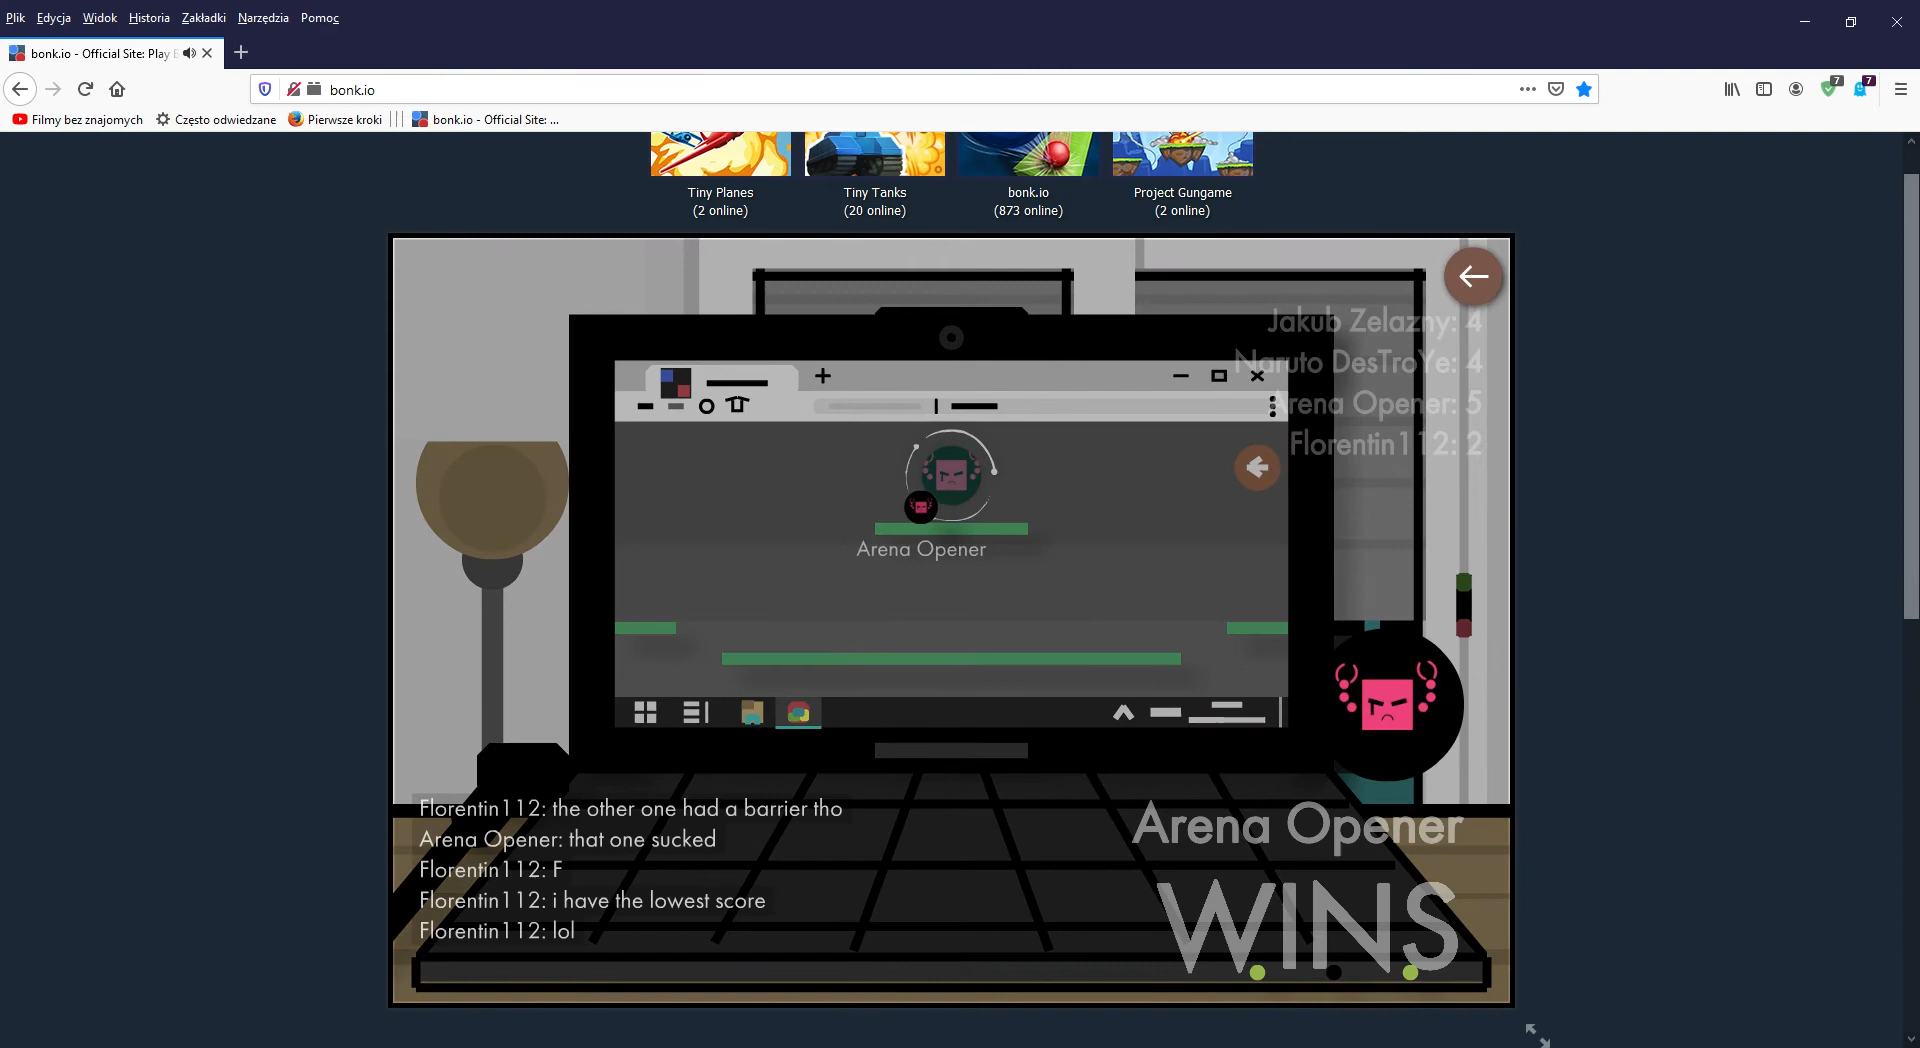 Plik Edycja Widok Historia Zakładki Narzędzia Pomoc
bonk.io - Official Site: Play B
bonk.io
Filmy bez znajomych Często odwiedzane Pierwsze kroki bonk.io - Official Site: ...
7 7
Tiny Planes Tiny Tanks bonk.io Project Gungame
(2 online) (20 online) (873 online) (2 online)
Jakub Zelazny: 4
Naruto DesTroYe: 4
Arena Opener: 5
Florentin112: 2
Arena Opener
Florentin112: the other one had a barrier tho
Arena Opener: that one sucked
Florentin112: F
Florentin112: i have the lowest score
Florentin112: lol
Arena Opener
WINS